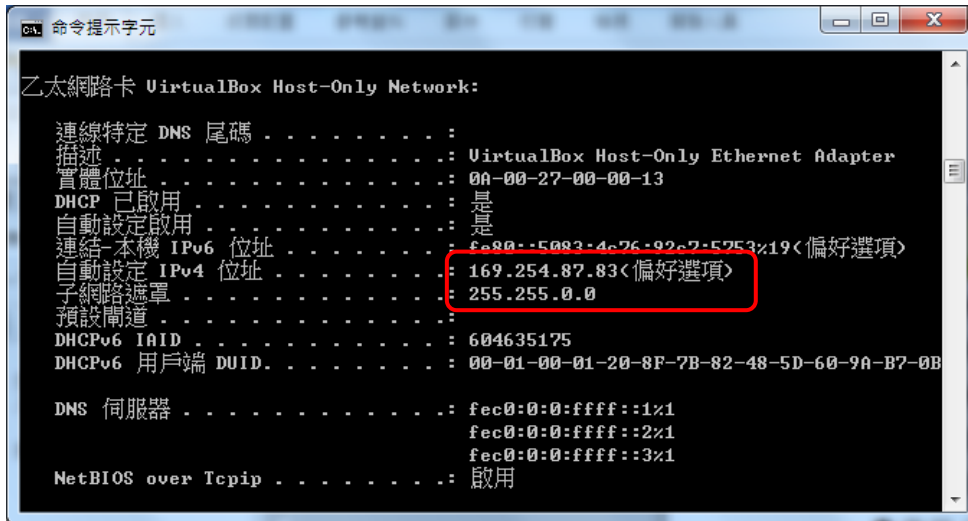 命令提示字元
乙太網路卡 VirtualBox Host-Only Network:
連線特定 DNS 尾碼 . . . . . . . . :
描述 . . . . . . . . . . . . . . .: VirtualBox Host-Only Ethernet Adapter
實體位址 . . . . . . . . . . . . .: 0A-00-27-00-00-13
DHCP 已啟用 . . . . . . . . . . . : 是
自動設定啟用 . . . . . . . . . . . : 是
連結-本機 IPv6 位址 . . . . . . . : fe80::5083:4c76:92c7:5753%19(偏好選項)
自動設定 IPv4 位址 . . . . . . . .: 169.254.87.83(偏好選項)
子網路遮罩 . . . . . . . . . . . .: 255.255.0.0
預設閘道 . . . . . . . . . . . . .:
DHCPv6 IAID . . . . . . . . . . . : 604635175
DHCPv6 用戶端 DUID. . . . . . . . : 00-01-00-01-20-8F-7B-82-48-5D-60-9A-B7-0B
DNS 伺服器 . . . . . . . . . . . .: fec0:0:0:ffff::1%1
fec0:0:0:ffff::2%1
fec0:0:0:ffff::3%1
NetBIOS over Tcpip . . . . . . . .: 啟用